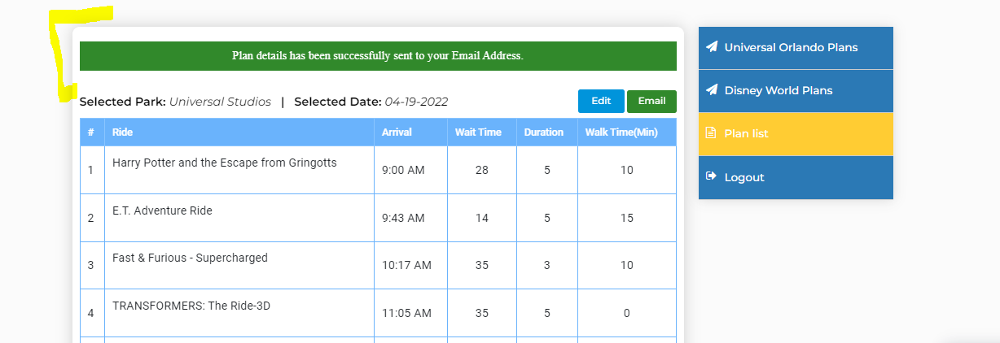 Plan details has been successfully sent to your Email Address.
Selected Park: Universal Studios | Selected Date: 04-19-2022 Edit Email
# Ride Arrival Wait Time Duration Walk Time(Min)
1 Harry Potter and the Escape from Gringotts 9:00 AM 28 5 10
2 E.T. Adventure Ride 9:43 AM 14 5 15
3 Fast & Furious - Supercharged 10:17 AM 35 3 10
4 TRANSFORMERS: The Ride-3D 11:05 AM 35 5 0
Universal Orlando Plans
Disney World Plans
Plan list
Logout